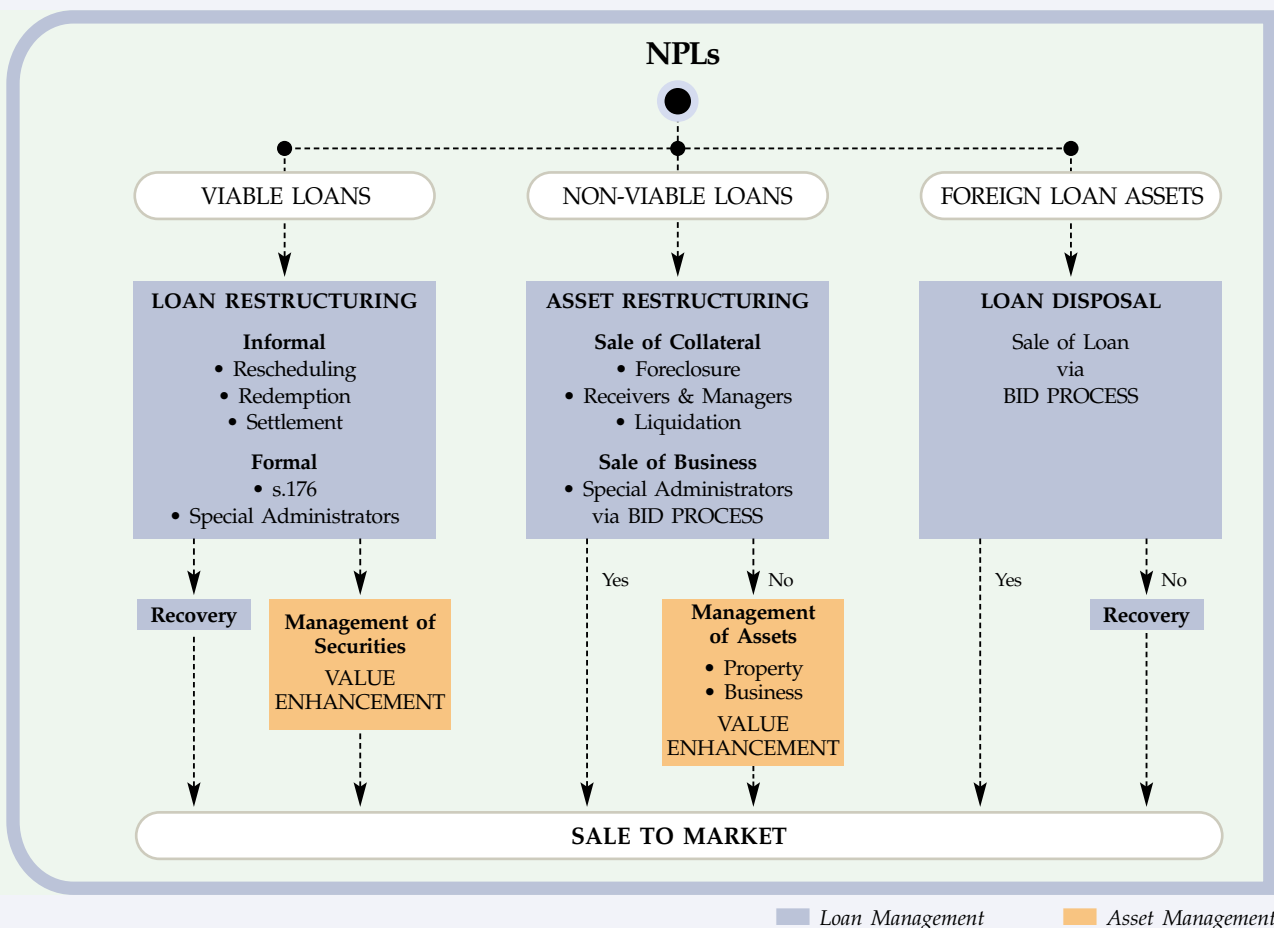 NPLs
VIABLE LOANS
NON-VIABLE LOANS
FOREIGN LOAN ASSETS
LOAN RESTRUCTURING
Informal
• Rescheduling
• Redemption
• Settlement
Formal
• s.176
• Special Administrators
ASSET RESTRUCTURING
Sale of Collateral
• Foreclosure
• Receivers & Managers
• Liquidation
Sale of Business
• Special Administrators
via BID PROCESS
LOAN DISPOSAL
Sale of Loan
via
BID PROCESS
Recovery
Management of
Securities
VALUE
ENHANCEMENT
Yes
No
Management
of Assets
• Property
• Business
VALUE
ENHANCEMENT
Yes
No
Recovery
SALE TO MARKET
Loan Management
Asset Management